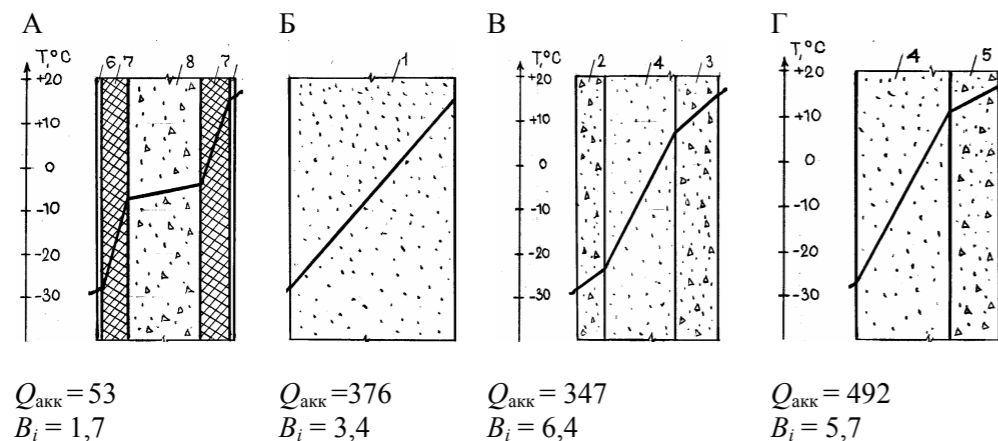 А Б В Г
T,°C T,°C T,°C
6 7 8 7 1 2 4 3 4 5
+20 +20 +20
+10 +10 +10
0 0 0
-10 -10 -10
-20 -20 -20
-30 -30 -30
Qакк = 53 Qакк =376 Qакк = 347 Qакк = 492
Bi = 1,7 Bi = 3,4 Bi = 6,4 Bi = 5,7